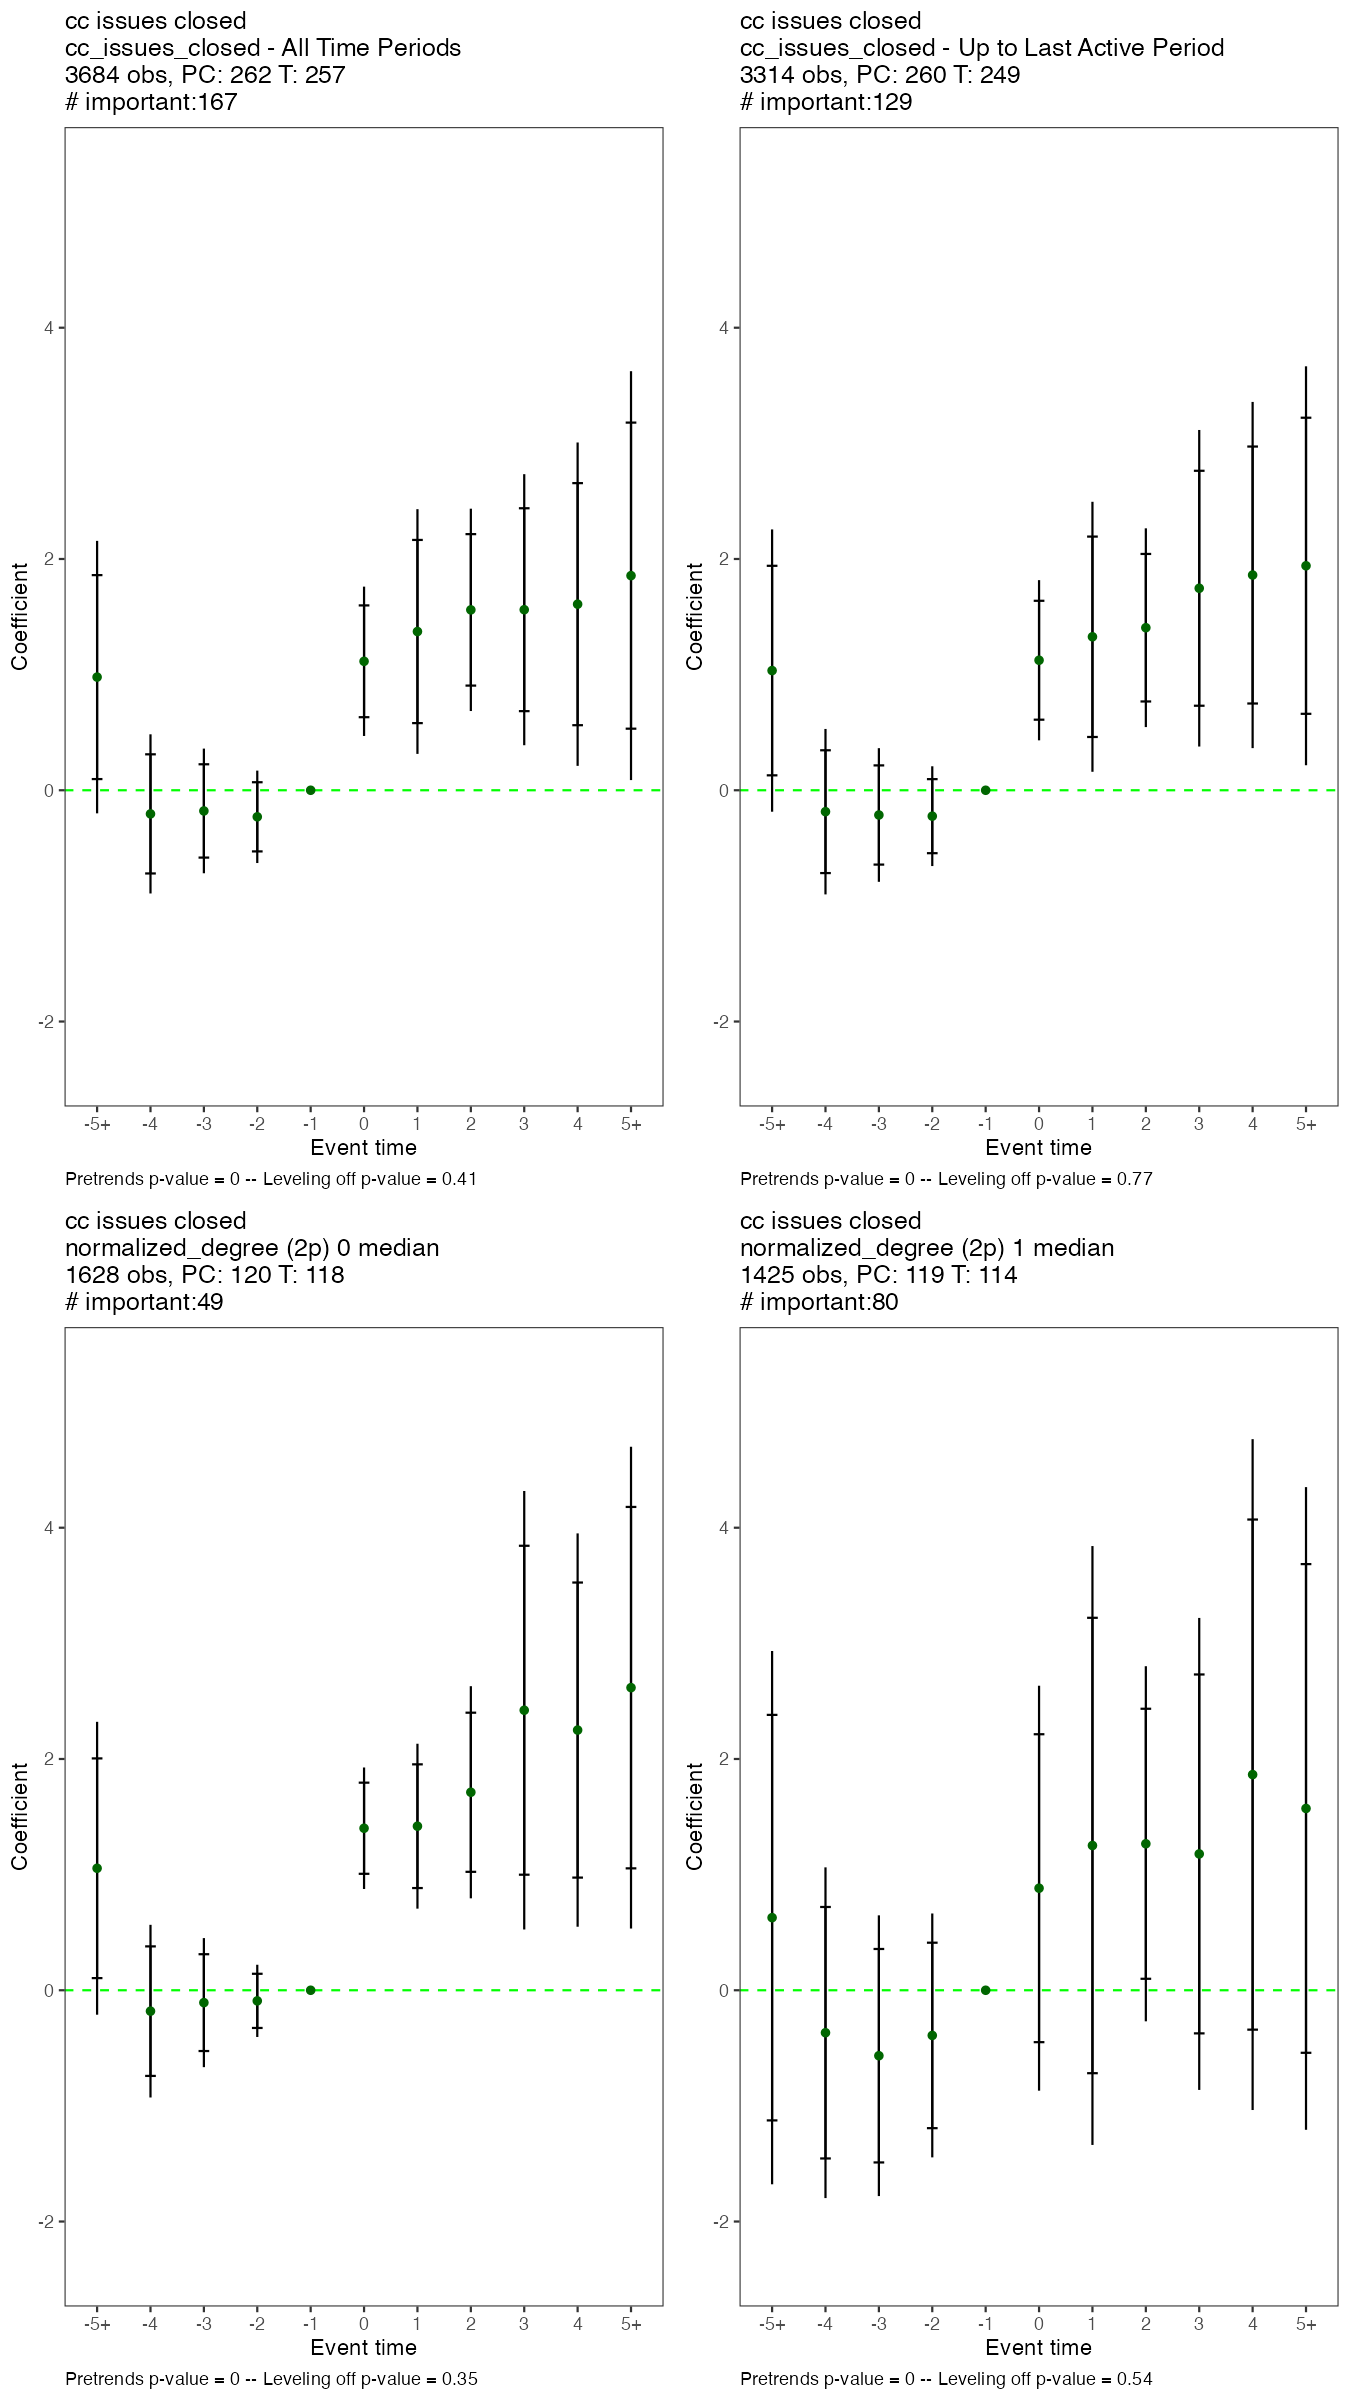 cc issues closed
cc_issues_closed - All Time Periods
3684 obs, PC: 262 T: 257
# important:167
Coefficient
4
2
0
-2
-5+ -4 -3 -2 -1 0 1 2 3 4 5+
Event time
Pretrends p-value = 0 -- Leveling off p-value = 0.41
cc issues closed
cc_issues_closed - Up to Last Active Period
3314 obs, PC: 260 T: 249
# important:129
Coefficient
4
2
0
-2
-5+ -4 -3 -2 -1 0 1 2 3 4 5+
Event time
Pretrends p-value = 0 -- Leveling off p-value = 0.77
cc issues closed
normalized_degree (2p) 0 median
1628 obs, PC: 120 T: 118
# important:49
Coefficient
4
2
0
-2
-5+ -4 -3 -2 -1 0 1 2 3 4 5+
Event time
Pretrends p-value = 0 -- Leveling off p-value = 0.35
cc issues closed
normalized_degree (2p) 1 median
1425 obs, PC: 119 T: 114
# important:80
Coefficient
4
2
0
-2
-5+ -4 -3 -2 -1 0 1 2 3 4 5+
Event time
Pretrends p-value = 0 -- Leveling off p-value = 0.54